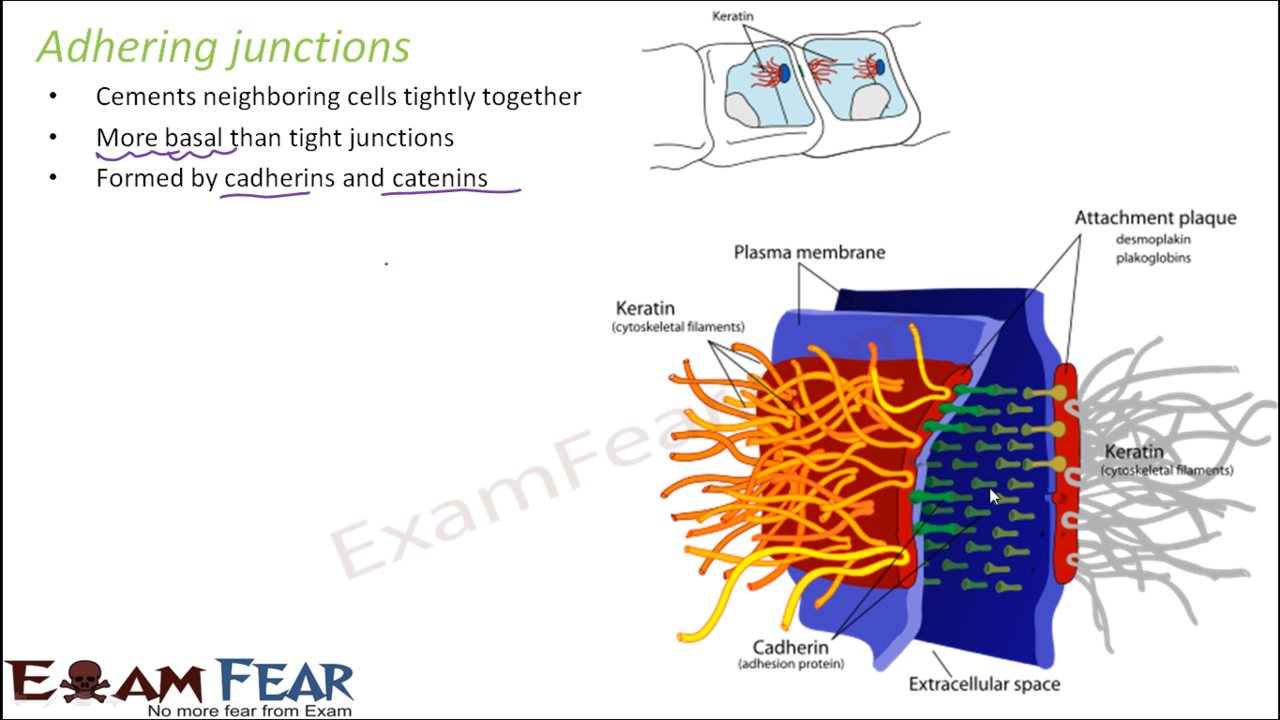 Adhering junctions
• Cements neighboring cells tightly together
• More basal than tight junctions
• Formed by cadherins and catenins
Keratin
Attachment plaque
desmoplakin
plakoglobins
Plasma membrane
Keratin
(cytoskeletal filaments)
Keratin
(cytoskeletal filaments)
Cadherin
(adhesion protein)
Extracellular space
ExamFear.com
EXAM FEAR
No more fear from Exam